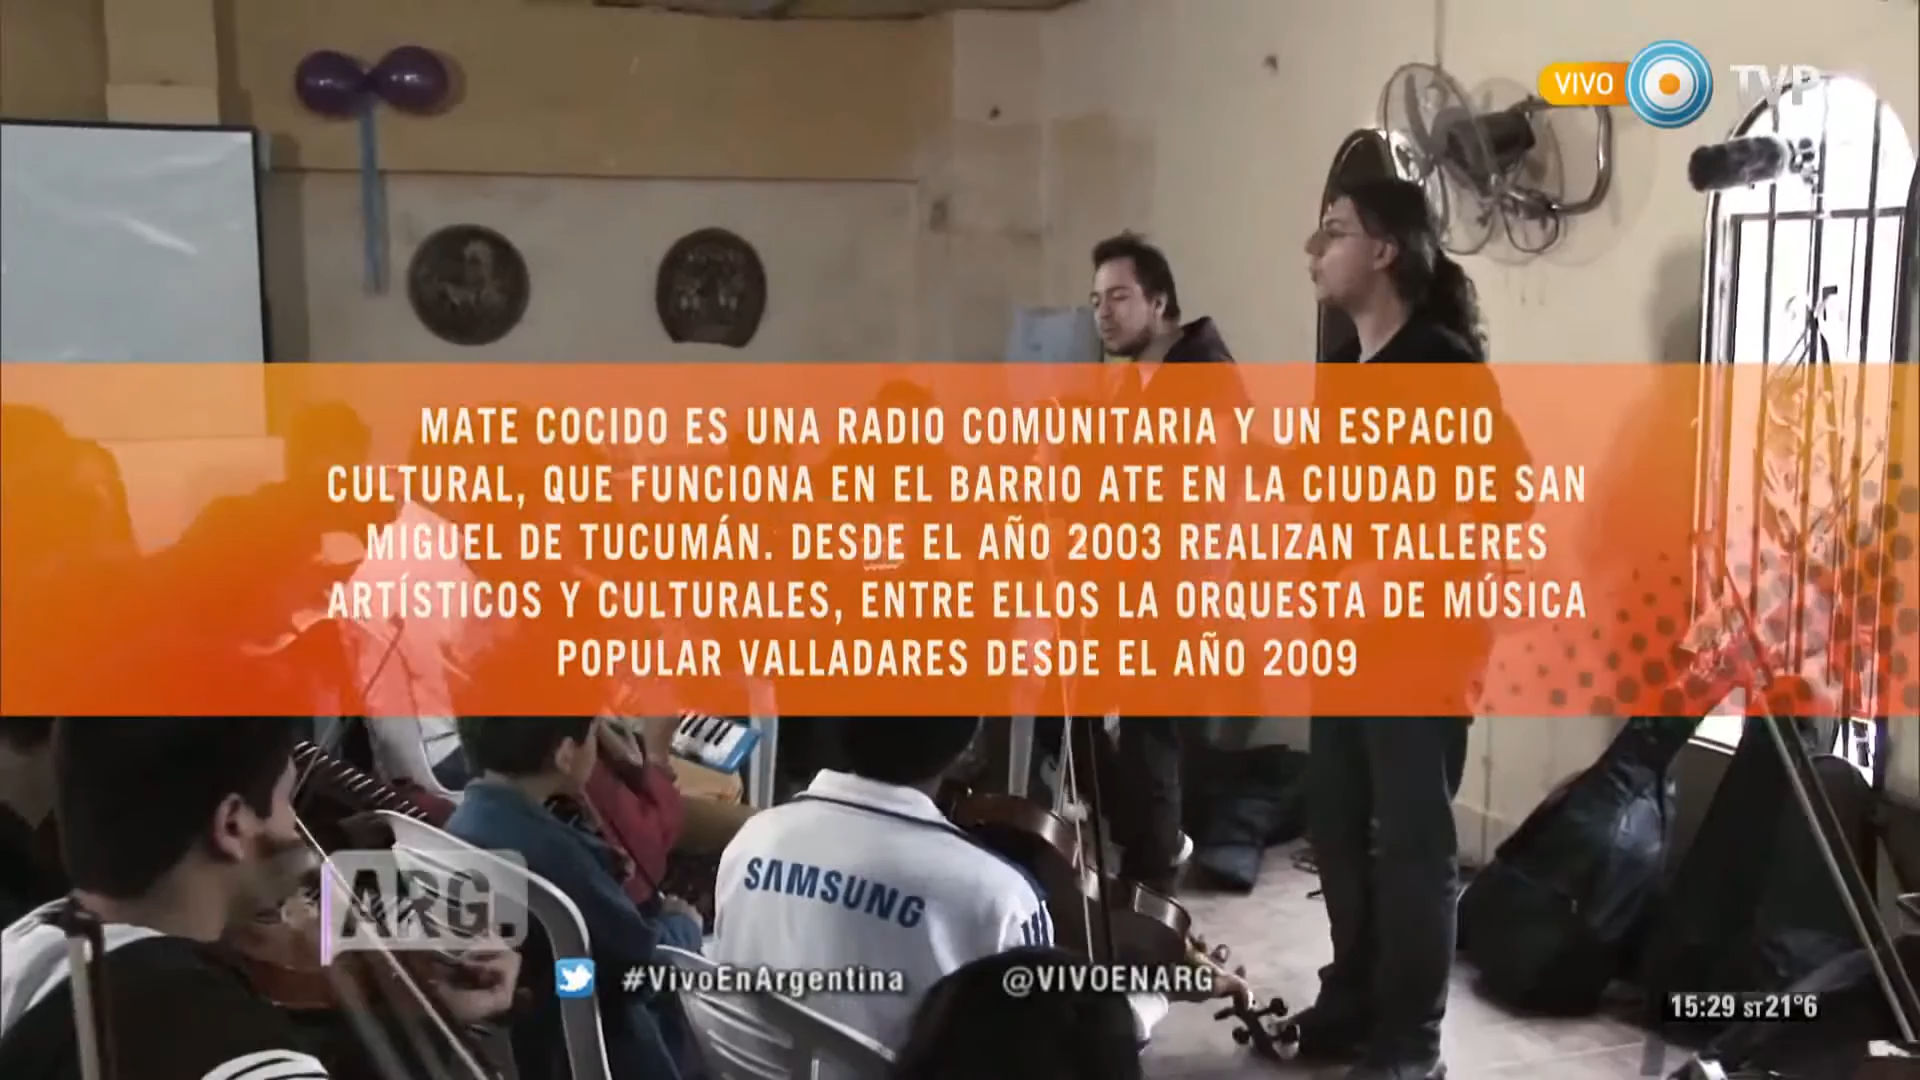 VIVO TVP
MATE COCIDO ES UNA RADIO COMUNITARIA Y UN ESPACIO
CULTURAL, QUE FUNCIONA EN EL BARRIO ATE EN LA CIUDAD DE SAN
MIGUEL DE TUCUMÁN. DESDE EL AÑO 2003 REALIZAN TALLERES
ARTÍSTICOS Y CULTURALES, ENTRE ELLOS LA ORQUESTA DE MÚSICA
POPULAR VALLADARES DESDE EL AÑO 2009
SAMSUNG
ARG.
#VivoEnArgentina @VIVOENARG
15:29 ST21°6